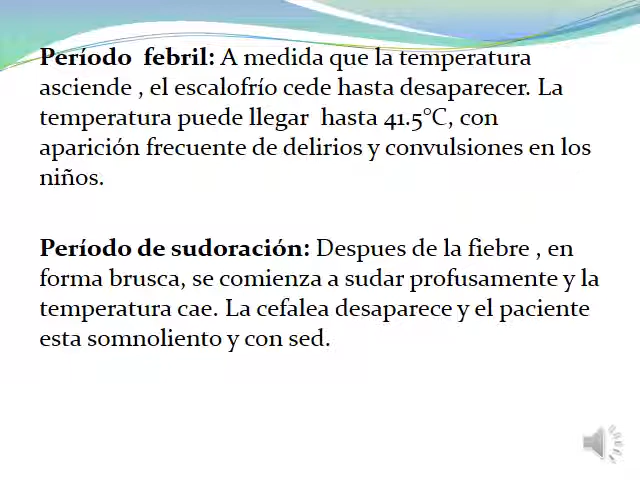 Período  febril: A medida que la temperatura
asciende , el escalofrío cede hasta desaparecer. La
temperatura puede llegar  hasta 41.5°C, con
aparición frecuente de delirios y convulsiones en los
niños.
Período de sudoración: Despues de la fiebre , en
forma brusca, se comienza a sudar profusamente y la
temperatura cae. La cefalea desaparece y el paciente
esta somnoliento y con sed.